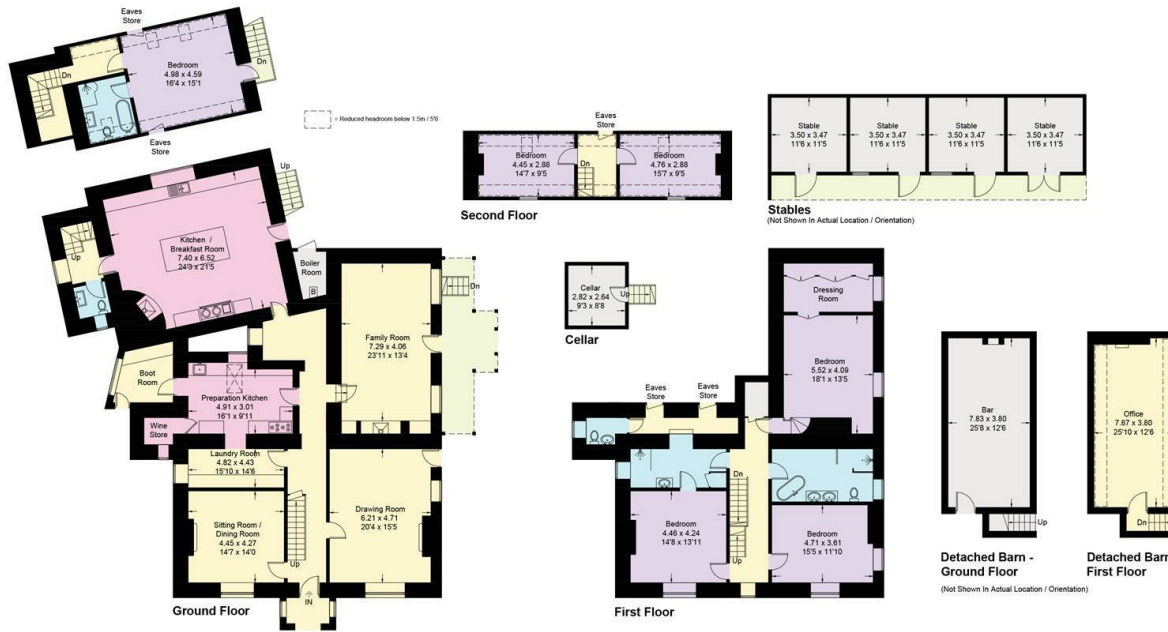 Eaves
Store
Dn
Bedroom
4.98 x 4.59
16'4 x 15'1
Dn
Eaves
Store
= Reduced headroom below 1.5m / 5'0
Eaves
Store
Bedroom
4.45 x 2.88
14'7 x 9'5
Dn
Bedroom
4.76 x 2.88
15'7 x 9'5
Second Floor
Stable
3.50 x 3.47
11'6 x 11'5
Stable
3.50 x 3.47
11'6 x 11'5
Stable
3.50 x 3.47
11'6 x 11'5
Stable
3.50 x 3.47
11'6 x 11'5
Stables
(Not Shown In Actual Location / Orientation)
Up
Kitchen /
Breakfast Room
7.40 x 6.52
24'3 x 21'5
Up
Boiler
Room
B
Family Room
7.29 x 4.06
23'11 x 13'4
Dn
Boot
Room
Preparation Kitchen
4.91 x 3.01
16'1 x 9'11
Wine
Store
Laundry Room
4.82 x 4.43
15'10 x 14'6
Sitting Room /
Dining Room
4.45 x 4.27
14'7 x 14'0
Up
Drawing Room
6.21 x 4.71
20'4 x 15'5
IN
Ground Floor
Cellar
2.82 x 2.64
9'3 x 8'8
Up
Cellar
Dressing
Room
Bedroom
5.52 x 4.09
18'1 x 13'5
Eaves
Store
Eaves
Store
Dn
Bedroom
4.46 x 4.24
14'8 x 13'11
Up
Bedroom
4.71 x 3.61
15'5 x 11'10
First Floor
Bar
7.83 x 3.80
25'8 x 12'6
Up
Detached Barn -
Ground Floor
(Not Shown In Actual Location / Orientation)
Office
7.87 x 3.80
25'10 x 12'6
Dn
Detached Barn
First Floor